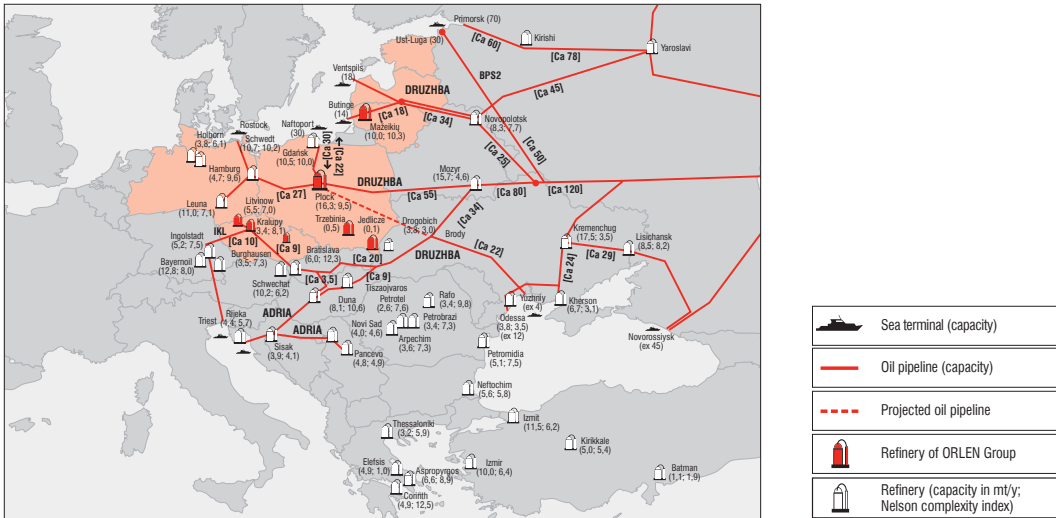 Primorsk (70)
Ust-Luga (30)
[Ca 60]
Kirishi
[Ca 78]
Yaroslavl
BPS2
Ventspils
(18)
DRUZHBA
[Ca 45]
Butinge
(14)
[Ca 18]
[Ca 34]
Novopolotsk
(8,3; 7,7)
Mazeikiu
(10,0; 10,3)
Rostock
Holborn
(3,8; 6,1)
Schwedt
(10,7; 10,2)
Naftoport
(30)
[Ca 30]
[Ca 22]
Gdańsk
(10,5; 10,0)
[Ca 25]
[Ca 50]
Hamburg
(4,7; 9,6)
Mozyr
(15,7; 4,6)
DRUZHBA
[Ca 27]
[Ca 55]
[Ca 80]
[Ca 120]
Leuna
(11,0; 7,1)
Litvinow
(5,5; 7,0)
Płock
(16,3; 9,5)
Kralupy
(3,4; 8,1)
Trzebinia
(0,5)
Jedlicze
(0,1)
Drogobich
(3,8; 3,0)
[Ca 34]
Brody
Kremenchug
(17,5; 3,5)
Lisichansk
(8,5; 8,2)
Ingolstadt
(5,2; 7,5)
IKL
[Ca 10]
[Ca 9]
Bratislava
(6,0; 12,3)
[Ca 20]
DRUZHBA
[Ca 22]
[Ca 24]
[Ca 29]
Bayernoil
(12,8; 8,0)
Burghausen
(3,5; 7,3)
Schwechat
(10,2; 6,2)
[Ca 3,5]
[Ca 9]
Tiszaojvaros
Duna
(8,1; 10,6)
Petrotel
(2,6; 7,6)
Rafo
(3,4; 9,8)
Yuzhniy
(ex 4)
Kherson
(6,7; 3,1)
Odessa
(3,8; 3,5)
(ex 12)
Triest
Rijeka
(4,4; 5,7)
ADRIA
ADRIA
Novi Sad
(4,0; 4,6)
Petrobrazi
(3,4; 7,3)
Arpechim
(3,6; 7,3)
Novorossiysk
(ex 45)
Sisak
(3,9; 4,1)
Pancevo
(4,8; 4,9)
Petromidia
(5,1; 7,5)
Neftochim
(5,6; 5,8)
Izmit
(11,5; 6,2)
Thessaloniki
(3,2; 5,9)
Kirikkale
(5,0; 5,4)
Elefsis
(4,9; 1,0)
Aspropyrgos
(6,6; 8,9)
Izmir
(10,0; 6,4)
Batman
(1,1; 1,9)
Corinth
(4,9; 12,5)
Sea terminal (capacity)
Oil pipeline (capacity)
Projected oil pipeline
Refinery of ORLEN Group
Refinery (capacity in mt/y;
Nelson complexity index)